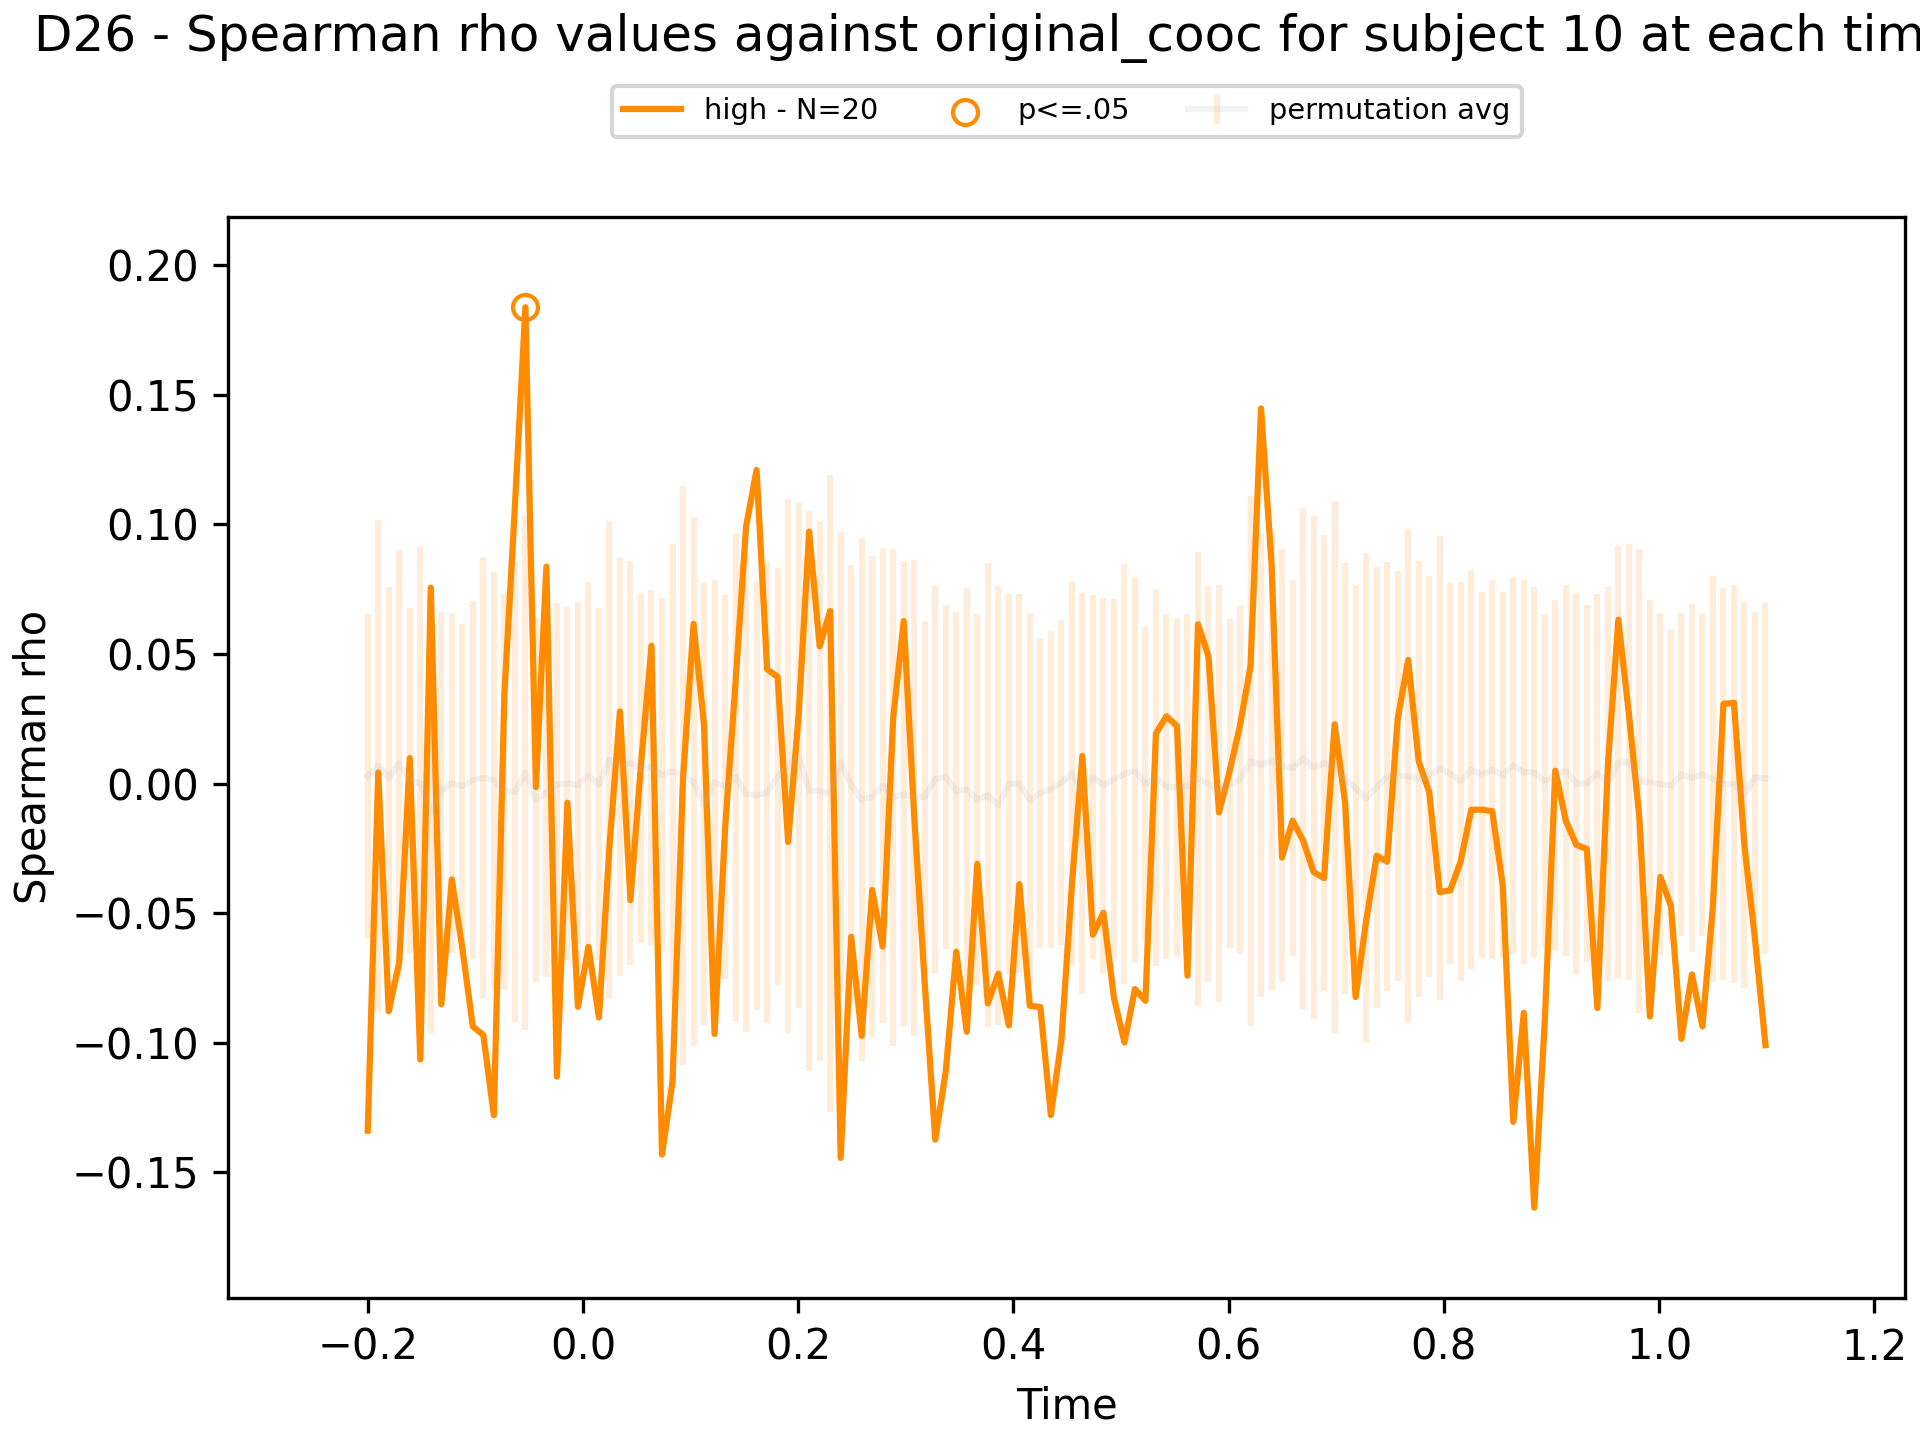 D26 - Spearman rho values against original_cooc for subject 10 at each tim
high - N=20 p<=.05 permutation avg
0.20
0.15
0.10
0.05
0.00
−0.05
−0.10
−0.15
Spearman rho
−0.2 0.0 0.2 0.4 0.6 0.8 1.0 1.2
Time